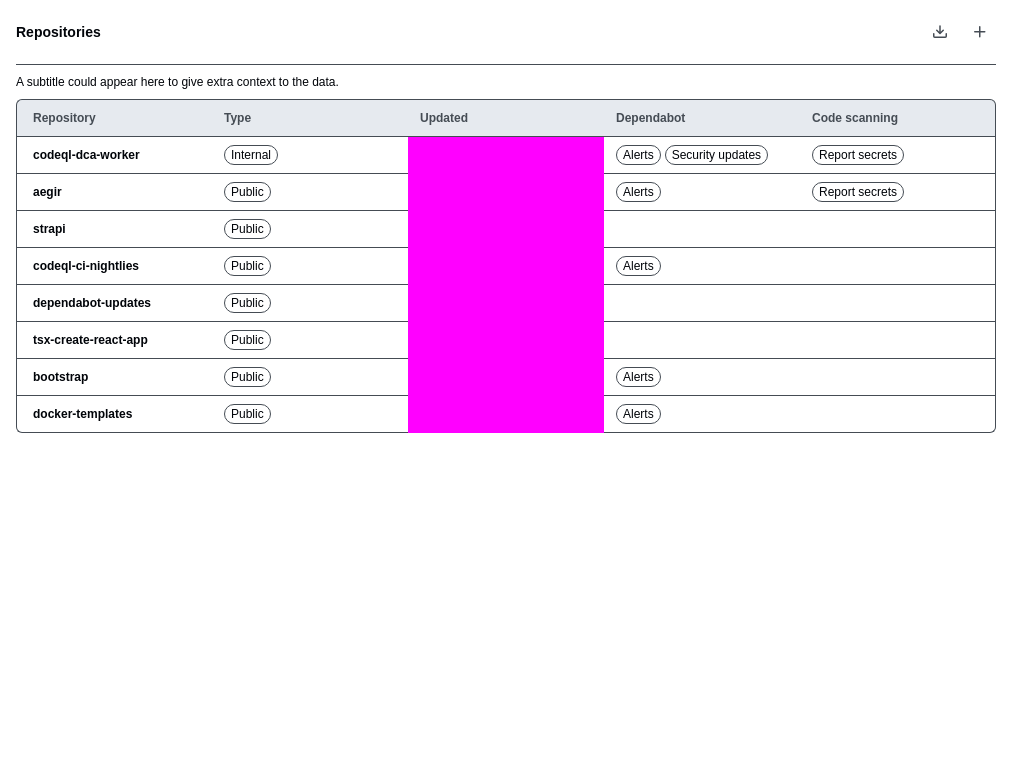 Repositories
A subtitle could appear here to give extra context to the data.
Repository Type Updated Dependabot Code scanning
codeql-dca-worker Internal Alerts Security updates Report secrets
aegir Public Alerts Report secrets
strapi Public
codeql-ci-nightlies Public Alerts
dependabot-updates Public
tsx-create-react-app Public
bootstrap Public Alerts
docker-templates Public Alerts